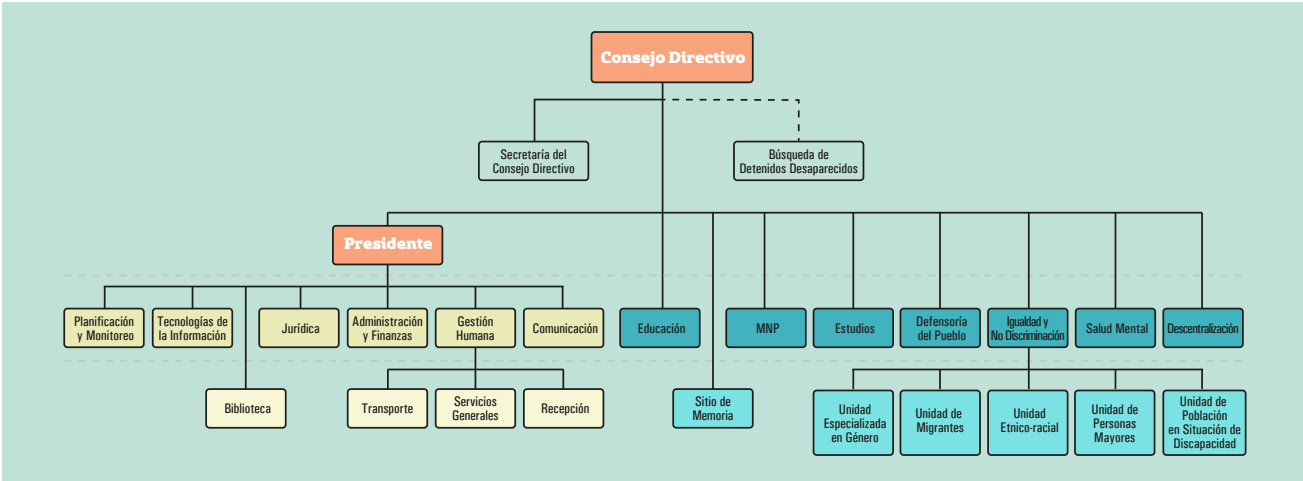 Consejo Directivo
Secretaría del
Consejo Directivo
Búsqueda de
Detenidos Desaparecidos
Presidente
Planificación
y Monitoreo
Tecnologías de
la Información
Jurídica
Administración
y Finanzas
Gestión
Humana
Comunicación
Educación
MNP
Estudios
Defensoría
del Pueblo
Igualdad y
No Discriminación
Salud Mental
Descentralización
Biblioteca
Transporte
Servicios
Generales
Recepción
Sitio de
Memoria
Unidad
Especializada
en Género
Unidad de
Migrantes
Unidad
Etnico-racial
Unidad de
Personas
Mayores
Unidad de
Población
en Situación de
Discapacidad